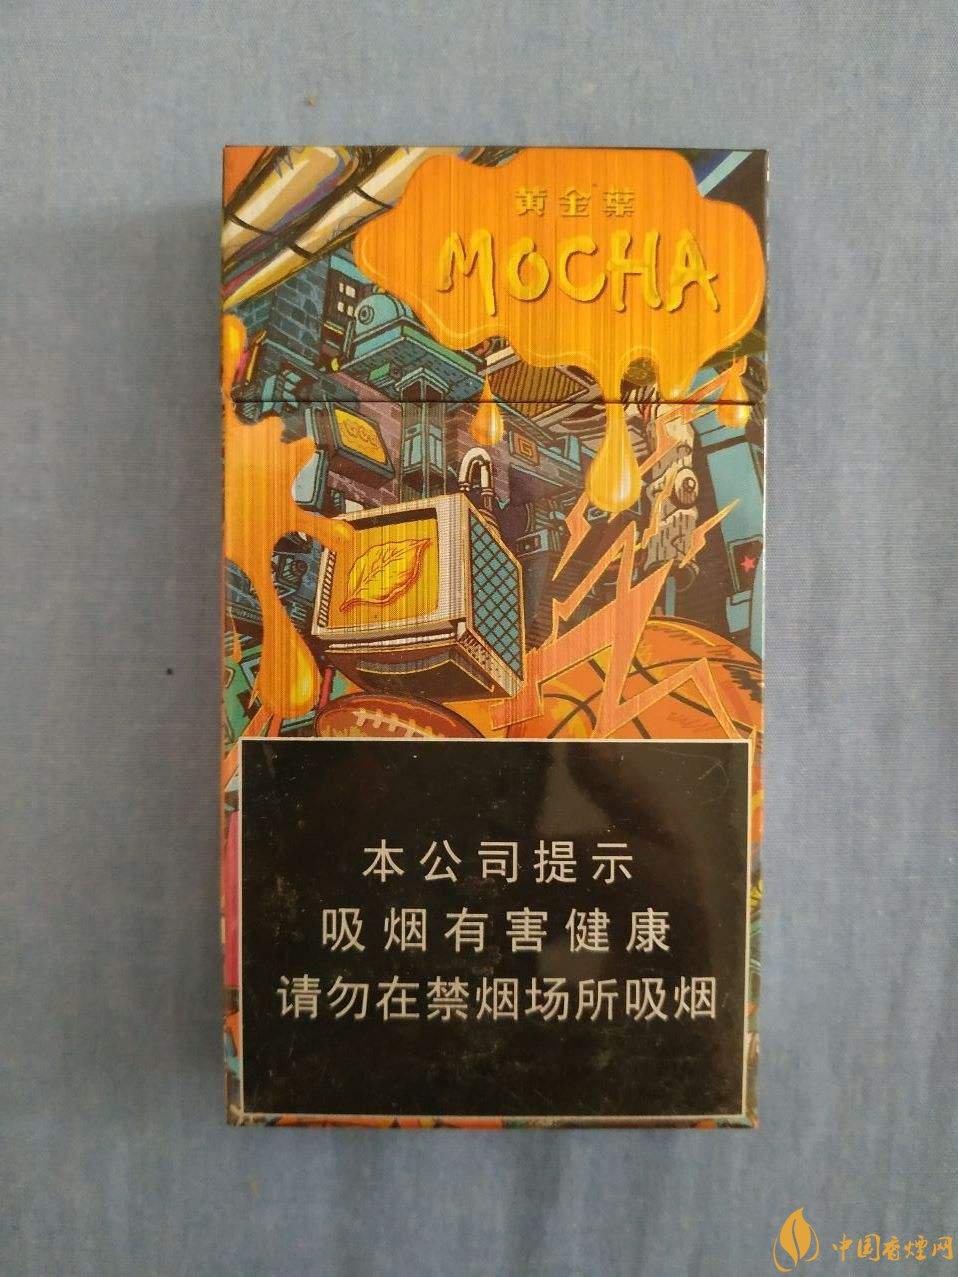 黄金葉
MOCHA
本公司提示
吸烟有害健康
请勿在禁烟场所吸烟
中国香烟网